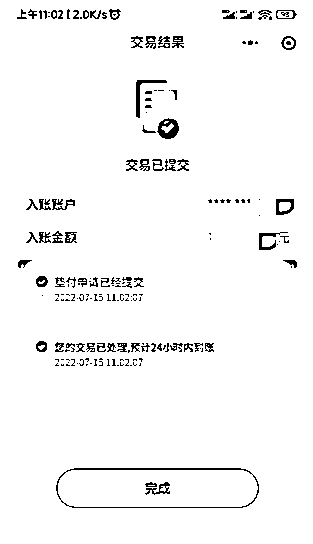 上午11:02 | 2.0K/s
交易结果
交易已提交
入账账户 ****** ***
入账金额 元
垫付申请已经提交
2022-07-15 11:02:07
您的交易已处理,预计24小时内到账
2022-07-15 11:02:07
完成